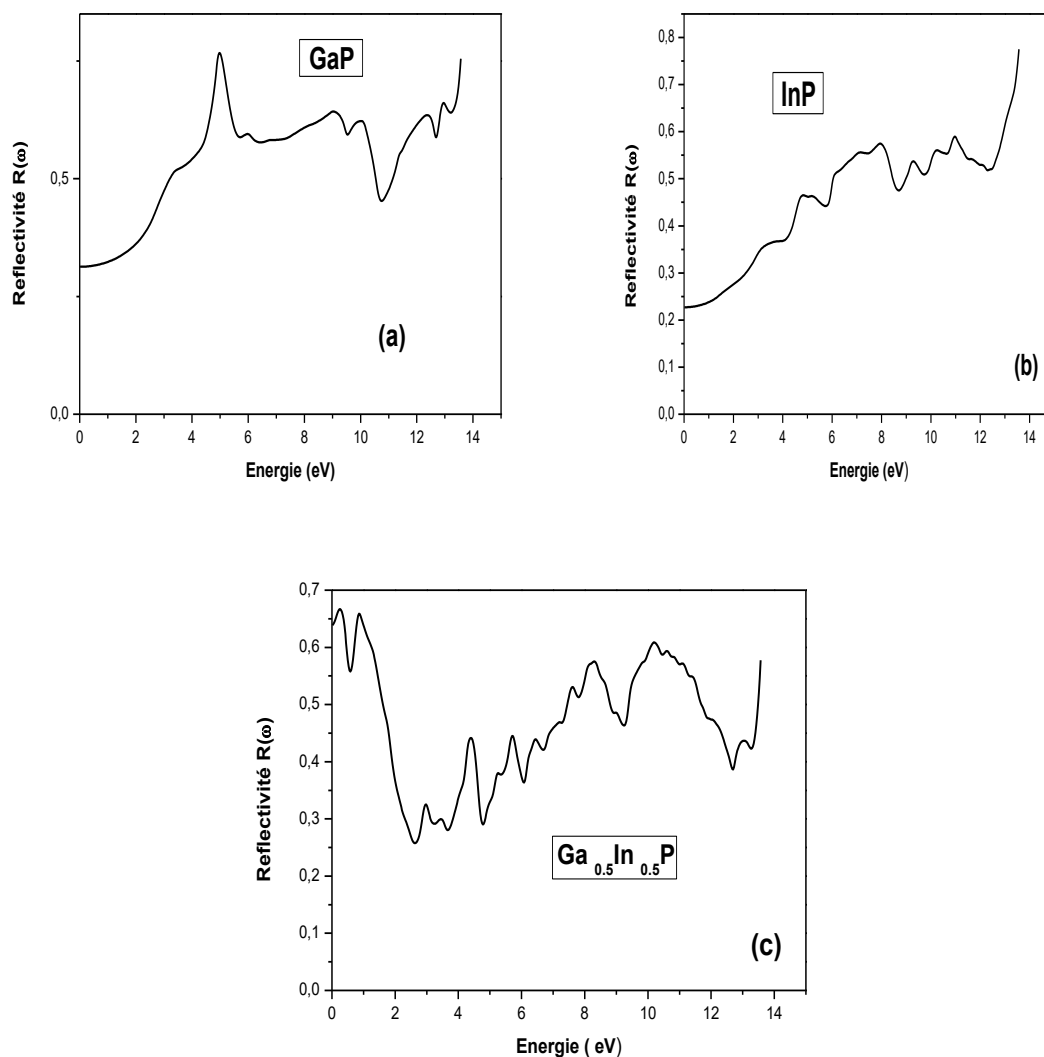 GaP
Reflectivité R(ω)
0,5
0,0
(a)
0 2 4 6 8 10 12 14
Energie (eV)
InP
Reflectivité R(ω)
0,8
0,7
0,6
0,5
0,4
0,3
0,2
0,1
0,0
(b)
0 2 4 6 8 10 12 14
Energie (eV)
Reflectivité R(ω)
0,7
0,6
0,5
0,4
0,3
0,2
0,1
0,0
Ga 0.5 In 0.5 P
(c)
0 2 4 6 8 10 12 14
Energie ( eV)